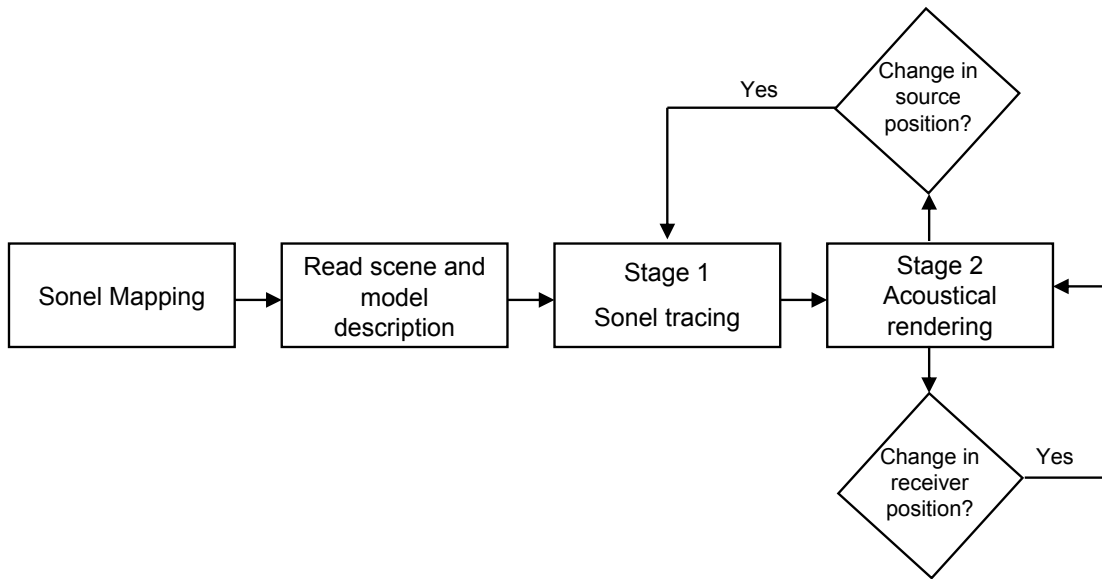 Change in
source
position?
Yes
Sonel Mapping
Read scene and
model
description
Stage 1
Sonel tracing
Stage 2
Acoustical
rendering
Change in
receiver
position?
Yes